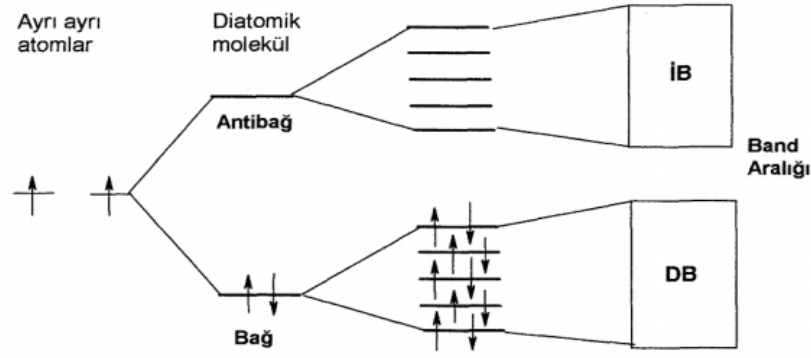 Ayrı ayrı
atomlar
Diatomik
molekül
Antibağ
Bağ
İB
DB
Band
Aralığı